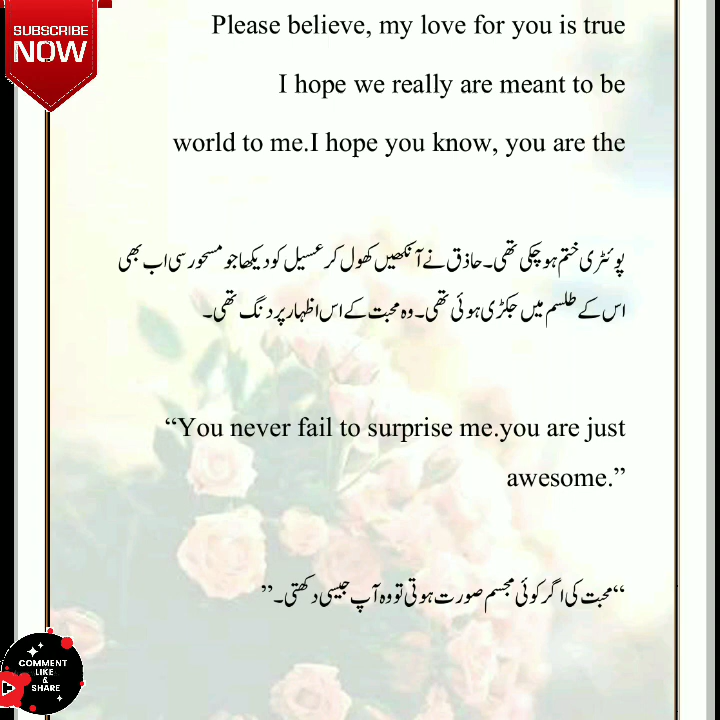 SUBSCRIBE
NOW
Please believe, my love for you is true
I hope we really are meant to be
world to me.I hope you know, you are the
پوئٹری ختم ہو چکی تھی۔ حاذق نے آنکھیں کھول کر عسیل کو دیکھا جو مسحور سی اب بھی
اس کے طلسم میں جکڑی ہوئی تھی۔ وہ محبت کے اس اظہار پر دنگ تھی۔
“You never fail to surprise me.you are just
awesome.”
“محبت کی اگر کوئی مجسم صورت ہوتی تو وہ آپ جیسی دکھتی۔”
COMMENT
LIKE
&
SHARE